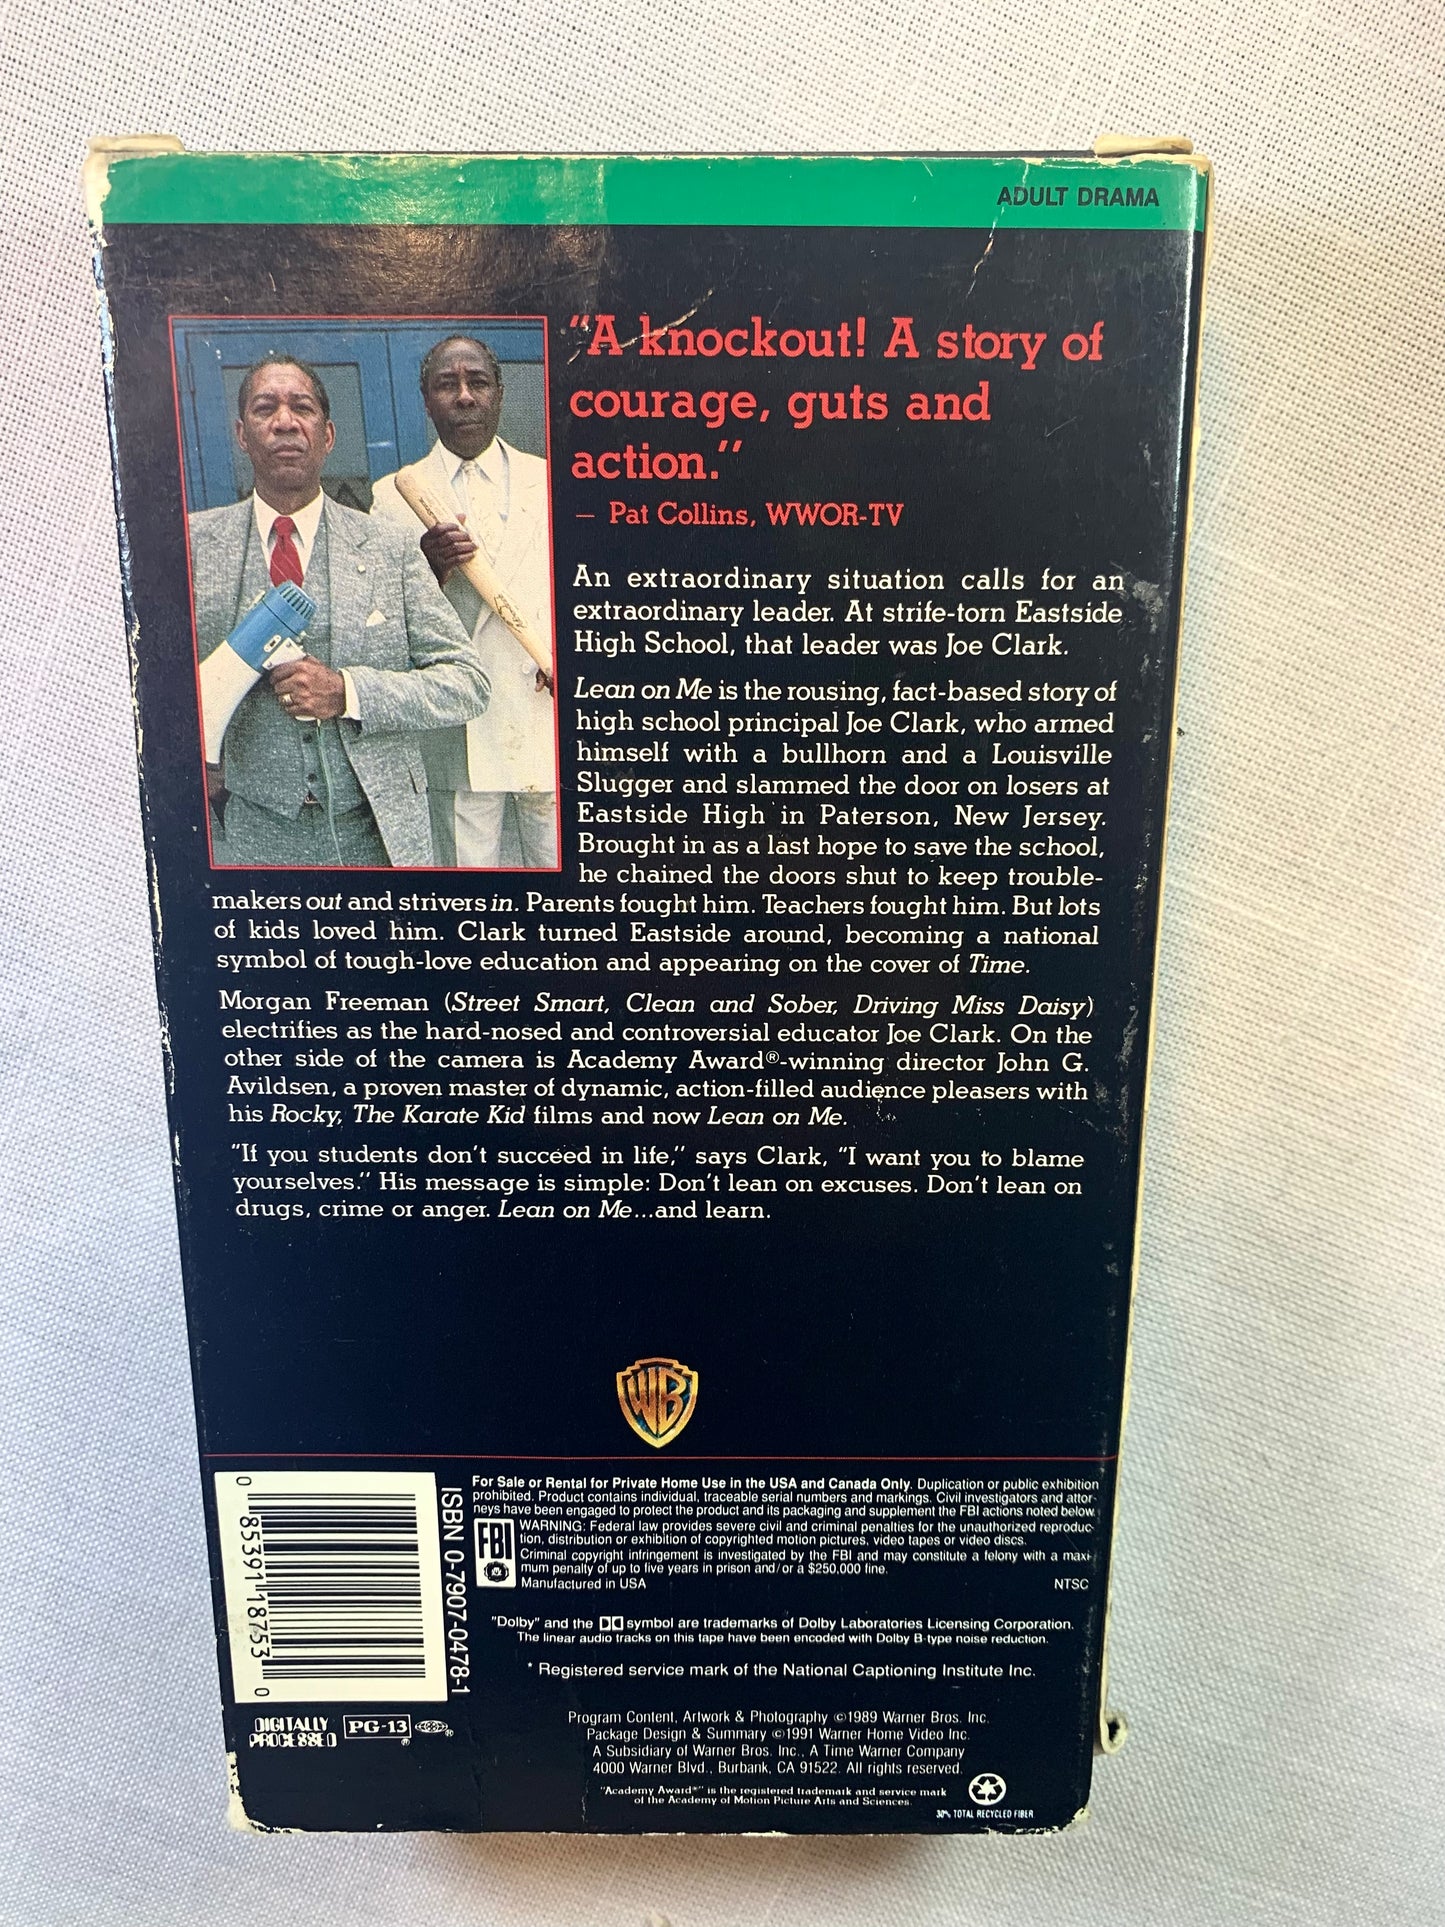 ADULT DRAMA
"A knockout! A story of
courage, guts and
action."
— Pat Collins, WWOR-TV
An extraordinary situation calls for an
extraordinary leader. At strife-torn Eastside
High School, that leader was Joe Clark.
Lean on Me is the rousing, fact-based story of
high school principal Joe Clark, who armed
himself with a bullhorn and a Louisville
Slugger and slammed the door on losers at
Eastside High in Paterson, New Jersey.
Brought in as a last hope to save the school,
he chained the doors shut to keep trouble-
makers out and strivers in. Parents fought him. Teachers fought him. But lots
of kids loved him. Clark turned Eastside around, becoming a national
symbol of tough-love education and appearing on the cover of Time.
Morgan Freeman (Street Smart, Clean and Sober, Driving Miss Daisy)
electrifies as the hard-nosed and controversial educator Joe Clark. On the
other side of the camera is Academy Award®-winning director John G.
Avildsen, a proven master of dynamic, action-filled audience pleasers with
his Rocky, The Karate Kid films and now Lean on Me.
"If you students don't succeed in life," says Clark, "I want you to blame
yourselves." His message is simple: Don't lean on excuses. Don't lean on
drugs, crime or anger. Lean on Me...and learn.
WB
0 85391 18753 0
ISBN 0-7907-0478-1
For Sale or Rental for Private Home Use in the USA and Canada Only. Duplication or public exhibition
prohibited. Product contains individual, traceable serial numbers and markings. Civil investigators and attor-
neys have been engaged to protect the product and its packaging and supplement the FBI actions noted below.
FBI
WARNING: Federal law provides severe civil and criminal penalties for the unauthorized reproduc-
tion, distribution or exhibition of copyrighted motion pictures, video tapes or video discs.
Criminal copyright infringement is investigated by the FBI and may constitute a felony with a maxi-
mum penalty of up to five years in prison and/or a $250,000 fine.
Manufactured in USA NTSC
"Dolby" and the symbol are trademarks of Dolby Laboratories Licensing Corporation.
The linear audio tracks on this tape have been encoded with Dolby B-type noise reduction.
* Registered service mark of the National Captioning Institute Inc.
DIGITALLY
PROCESSED
PG-13 ®
®
Program Content, Artwork & Photography ©1989 Warner Bros. Inc.
Package Design & Summary ©1991 Warner Home Video Inc.
A Subsidiary of Warner Bros. Inc., A Time Warner Company
4000 Warner Blvd., Burbank, CA 91522. All rights reserved.
"Academy Award®" is the registered trademark and service mark
of the Academy of Motion Picture Arts and Sciences.
30% TOTAL RECYCLED FIBER